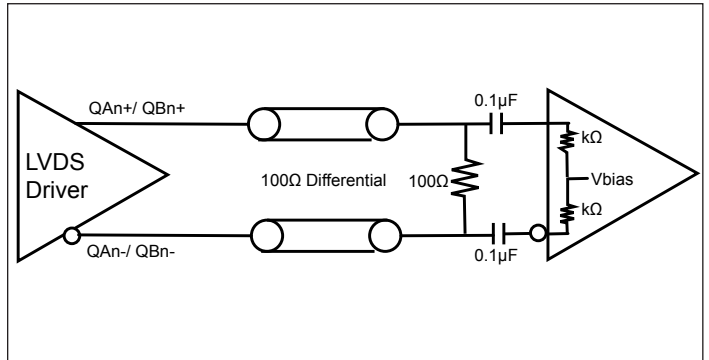 QAn+/ QBn+
0.1µF
kΩ
LVDS
Driver
100Ω Differential
100Ω
Vbias
kΩ
QAn-/ QBn-
0.1µF